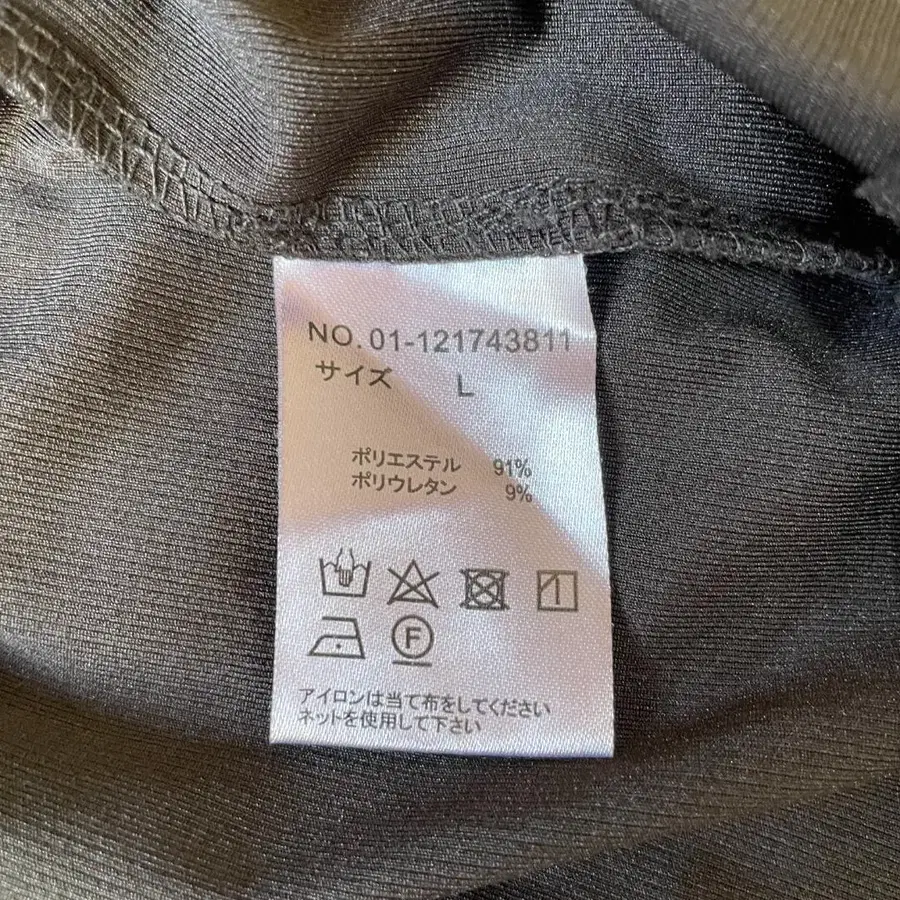 NO. 01-121743811
サイズ L
ポリエステル 91%
ポリウレタン 9%
F
アイロンは当て布をしてください
ネットを使用して下さい